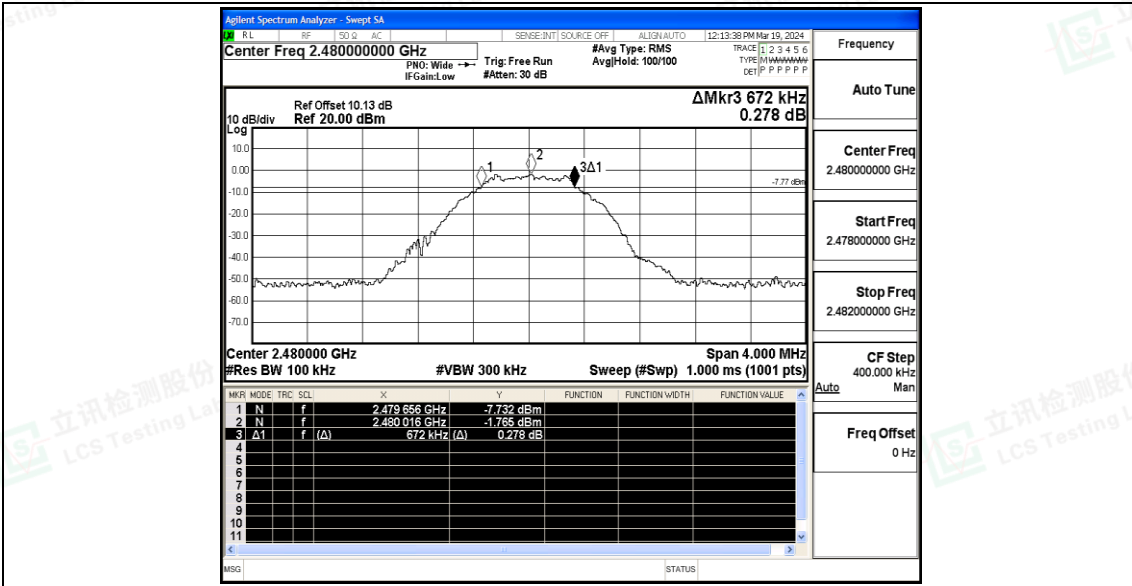 Agilent Spectrum Analyzer - Swept SA
LXI RL RF 50 Ω AC SENSE:INT SOURCE OFF ALIGN AUTO 12:13:38 PM Mar 19, 2024
Center Freq 2.480000000 GHz
PNO: Wide
IFGain:Low
Trig: Free Run
#Atten: 30 dB
#Avg Type: RMS
Avg|Hold: 100/100
TRACE 1 2 3 4 5 6
TYPE M
DET P P P P P P
ΔMkr3 672 kHz
0.278 dB
Ref Offset 10.13 dB
10 dB/div Ref 20.00 dBm
Log
10.0
0.00
-10.0
-20.0
-30.0
-40.0
-50.0
-60.0
-70.0
1
2
3Δ1
-7.77 dBm
Center 2.480000 GHz Span 4.000 MHz
#Res BW 100 kHz #VBW 300 kHz Sweep (#Swp) 1.000 ms (1001 pts)
MKR MODE TRC SCL X Y FUNCTION FUNCTION WIDTH FUNCTION VALUE
1 N f 2.479 656 GHz -7.732 dBm
2 N f 2.480 016 GHz -1.765 dBm
3 Δ1 f (Δ) 672 kHz (Δ) 0.278 dB
4
5
6
7
8
9
10
11
MSG STATUS
Frequency
Auto Tune
Center Freq
2.480000000 GHz
Start Freq
2.478000000 GHz
Stop Freq
2.482000000 GHz
CF Step
400.000 kHz
Auto Man
Freq Offset
0 Hz
立讯检测股份
LCS Testing Lab
立讯检测股份
LCS Testing L